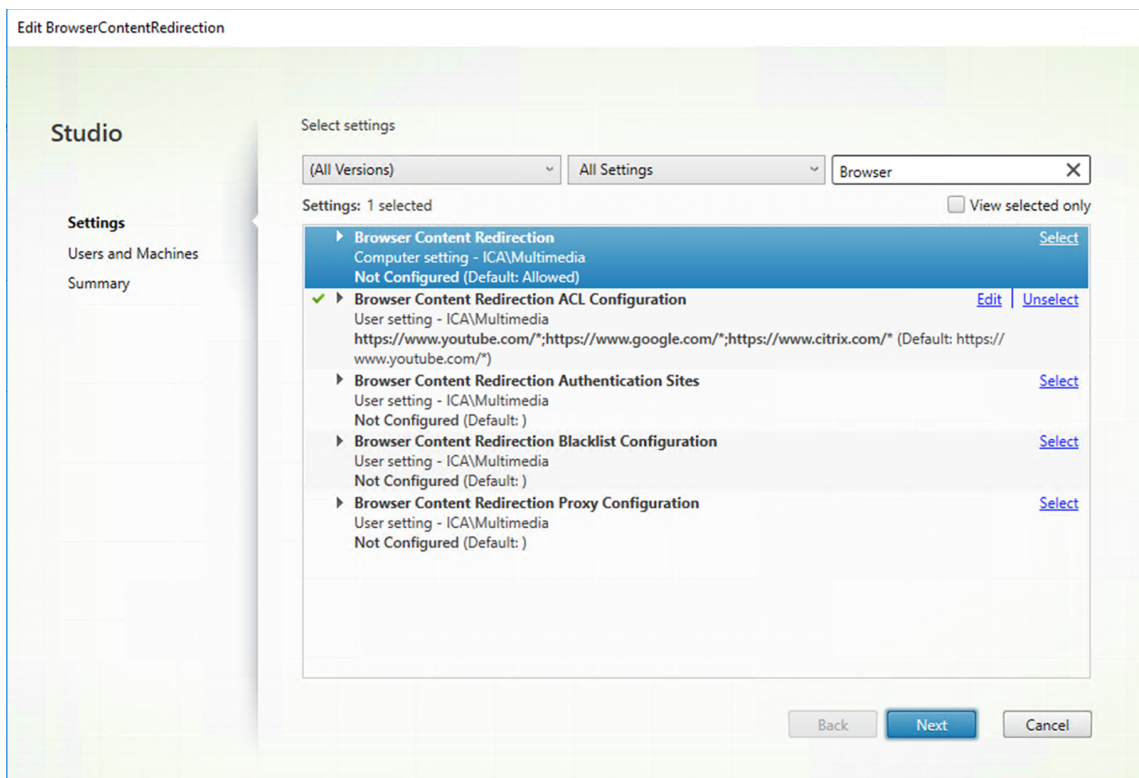 Edit BrowserContentRedirection
Studio
Settings
Users and Machines
Summary
Select settings
(All Versions)
All Settings
Browser
Settings: 1 selected
View selected only
Browser Content Redirection
Select
Computer setting - ICA\Multimedia
Not Configured (Default: Allowed)
Browser Content Redirection ACL Configuration
Edit
Unselect
User setting - ICA\Multimedia
https://www.youtube.com/*;https://www.google.com/*;https://www.citrix.com/* (Default: https://
www.youtube.com/*)
Browser Content Redirection Authentication Sites
Select
User setting - ICA\Multimedia
Not Configured (Default: )
Browser Content Redirection Blacklist Configuration
Select
User setting - ICA\Multimedia
Not Configured (Default: )
Browser Content Redirection Proxy Configuration
Select
User setting - ICA\Multimedia
Not Configured (Default: )
Back
Next
Cancel